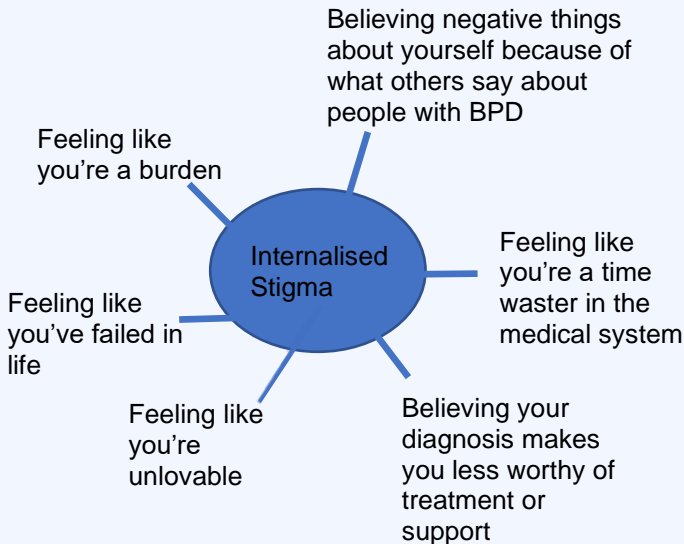 Believing negative things
about yourself because of
what others say about
people with BPD
Feeling like
you're a burden
Internalised
Stigma
Feeling like
you're a time
waster in the
medical system
Feeling like
you've failed in
life
Feeling like
you're
unlovable
Believing your
diagnosis makes
you less worthy of
treatment or
support